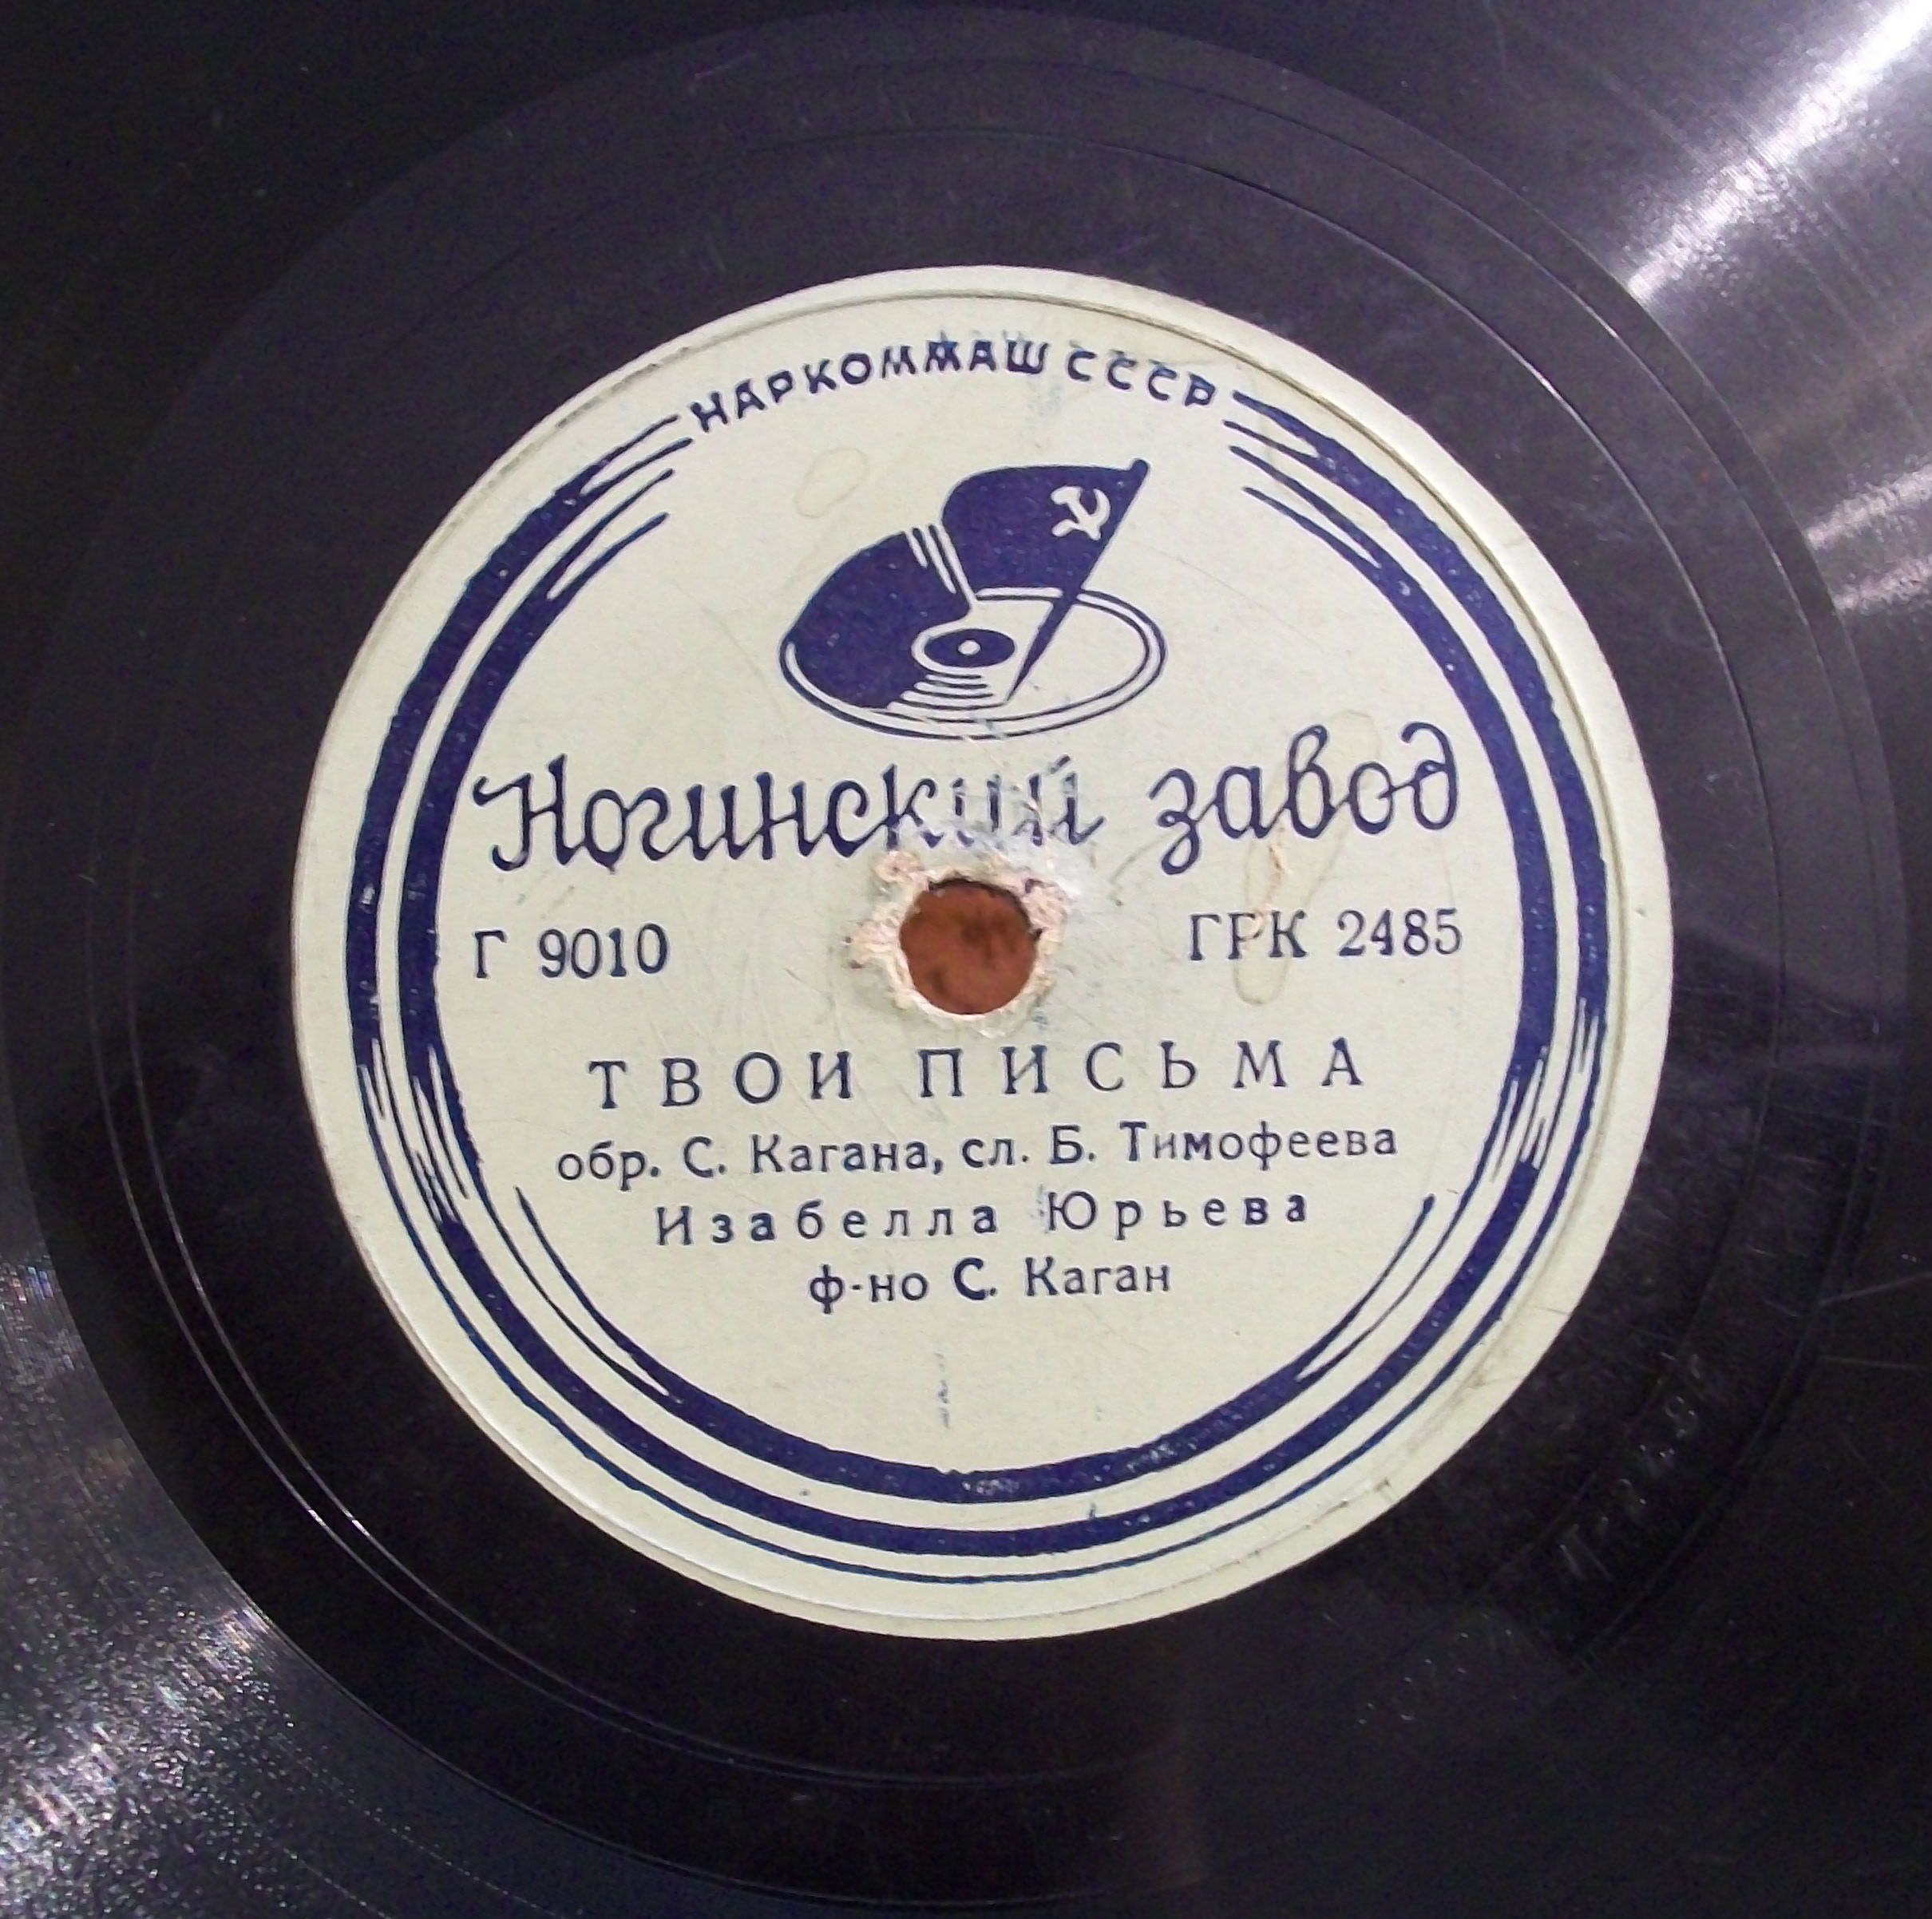 НАРКОММАШ СССР
Ногинский завод
Г 9010 ГРК 2485
ТВОИ ПИСЬМА
обр. С. Кагана, сл. Б. Тимофеева
Изабелла Юрьева
ф-но С. Каган